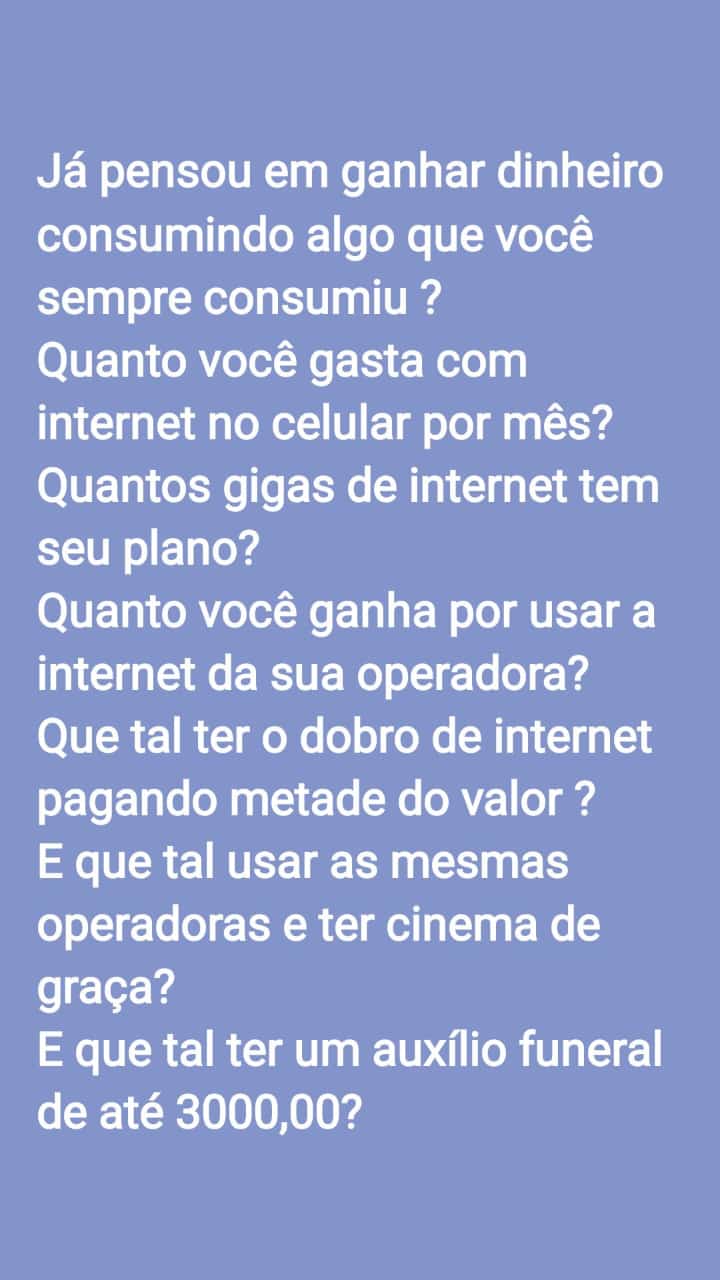 Já pensou em ganhar dinheiro
consumindo algo que você
sempre consumiu ?
Quanto você gasta com
internet no celular por mês?
Quantos gigas de internet tem
seu plano?
Quanto você ganha por usar a
internet da sua operadora?
Que tal ter o dobro de internet
pagando metade do valor ?
E que tal usar as mesmas
operadoras e ter cinema de
graça?
E que tal ter um auxílio funeral
de até 3000,00?